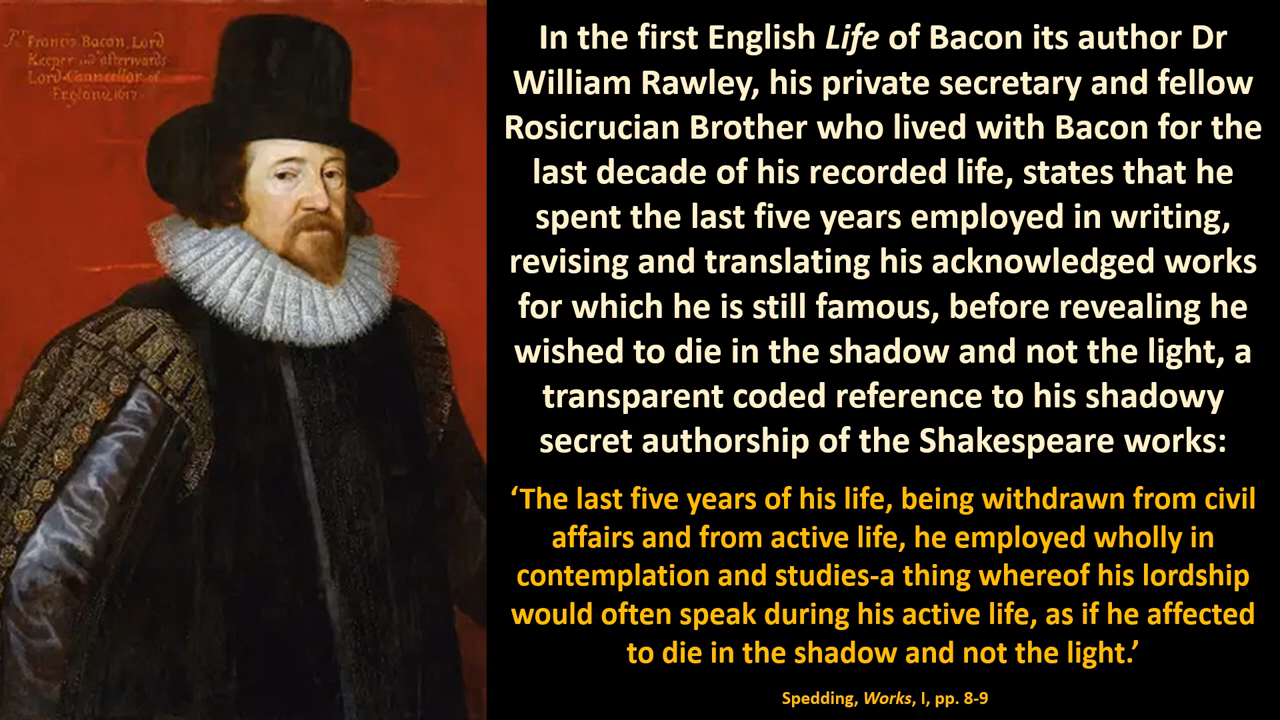 Sr Francis Bacon, Lord
Keeper and afterwards
Lord Chancellor of
England, 1617.
In the first English Life of Bacon its author Dr
William Rawley, his private secretary and fellow
Rosicrucian Brother who lived with Bacon for the
last decade of his recorded life, states that he
spent the last five years employed in writing,
revising and translating his acknowledged works
for which he is still famous, before revealing he
wished to die in the shadow and not the light, a
transparent coded reference to his shadowy
secret authorship of the Shakespeare works:
‘The last five years of his life, being withdrawn from civil
affairs and from active life, he employed wholly in
contemplation and studies-a thing whereof his lordship
would often speak during his active life, as if he affected
to die in the shadow and not the light.’
Spedding, Works, I, pp. 8-9